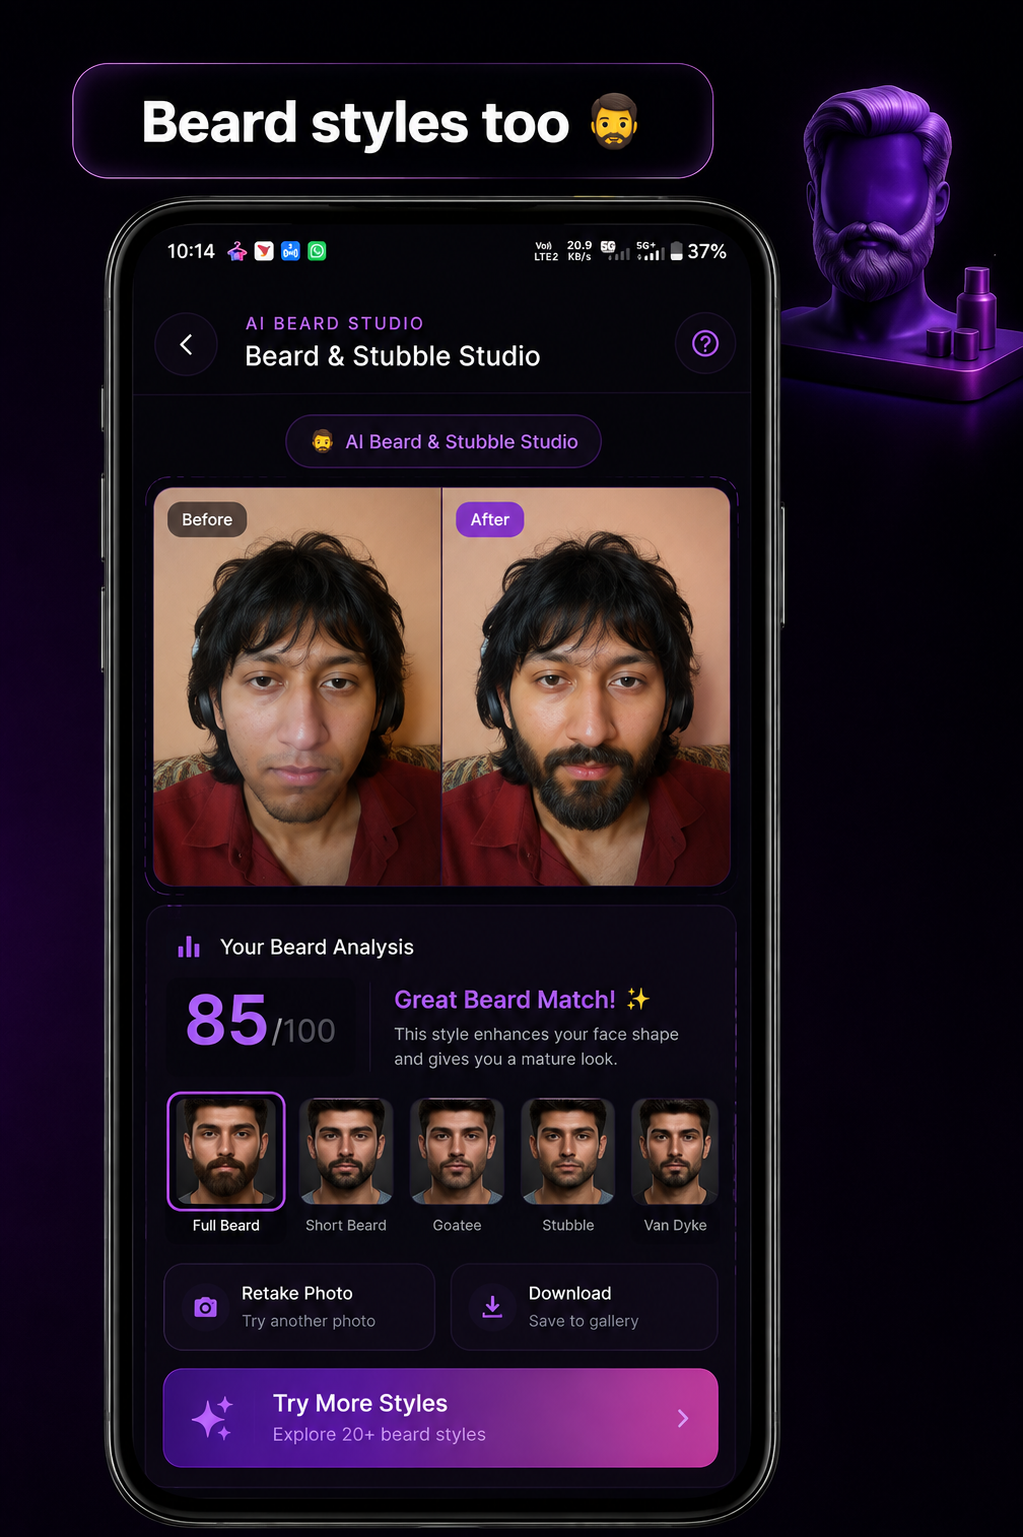 Beard styles too 🧔
10:14
Vo)) LTE2 20.9 KB/s 5G 5G+ 37%
AI BEARD STUDIO
Beard & Stubble Studio
🧔 AI Beard & Stubble Studio
Before
After
Your Beard Analysis
85/100
Great Beard Match! ✨
This style enhances your face shape
and gives you a mature look.
Full Beard
Short Beard
Goatee
Stubble
Van Dyke
Retake Photo
Try another photo
Download
Save to gallery
Try More Styles
Explore 20+ beard styles